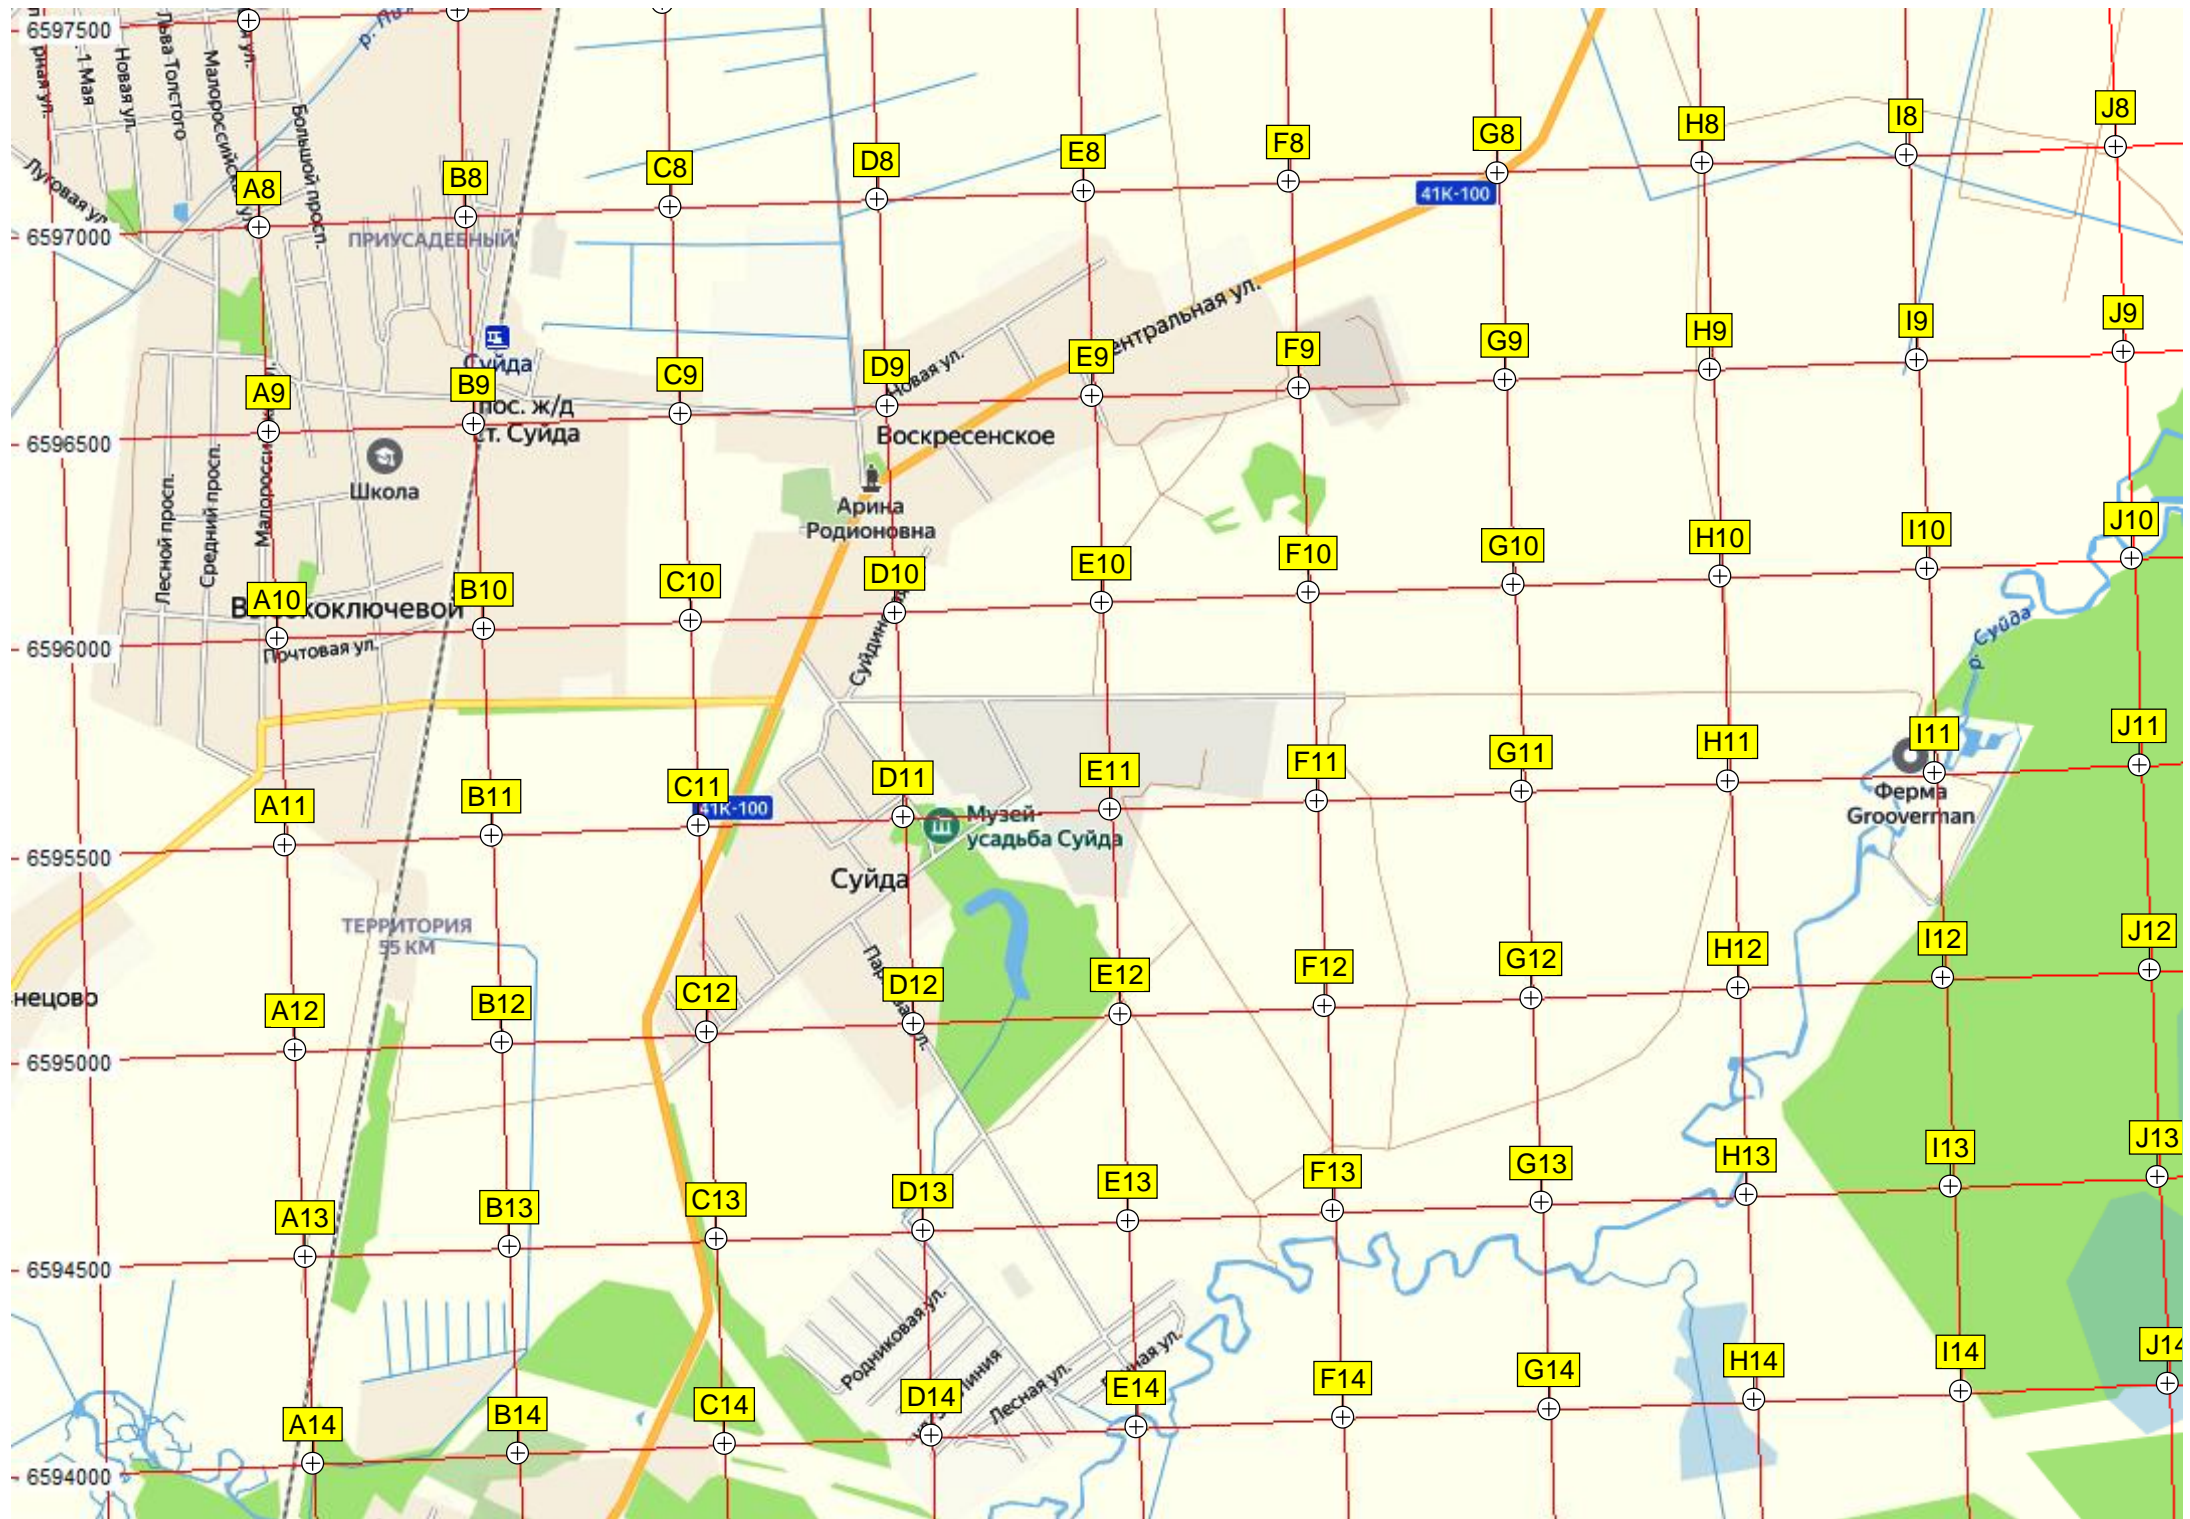 6597500
р. Пи
рная ул.
1 Мая
Новая ул.
Льва Толстого
Большой просп.
Луговая ул
A8
B8
C8
D8
E8
F8
G8
H8
I8
J8
41К-100
6597000
ПРИУСАДЕБНЫЙ
Центральная ул.
Суйда
A9
B9
C9
D9
E9
F9
G9
H9
I9
J9
Новая ул.
пос. ж/д
ст. Суйда
Воскресенское
6596500
Школа
Арина
Родионовна
Лесной просп.
Средний просп.
A10
B10
C10
D10
E10
F10
G10
H10
I10
J10
Высокоключевой
Почтовая ул.
6596000
р. Суйда
A11
B11
C11
D11
E11
F11
G11
H11
I11
J11
41К-100
Музей-
усадьба Суйда
Ферма
Grooverman
6595500
Суйда
ТЕРРИТОРИЯ
55 КМ
нецово
A12
B12
C12
D12
E12
F12
G12
H12
I12
J12
6595000
A13
B13
C13
D13
E13
F13
G13
H13
I13
J13
6594500
Родниковая ул.
Лесная ул.
A14
B14
C14
D14
E14
F14
G14
H14
I14
J14
6594000